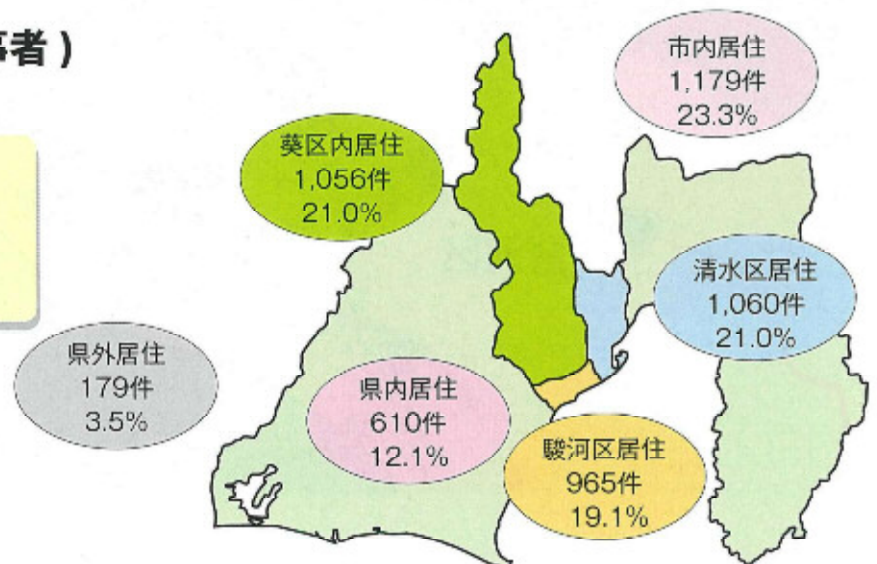 事者)
市内居住
1,179件
23.3%
葵区内居住
1,056件
21.0%
清水区居住
1,060件
21.0%
県外居住
179件
3.5%
県内居住
610件
12.1%
駿河区居住
965件
19.1%